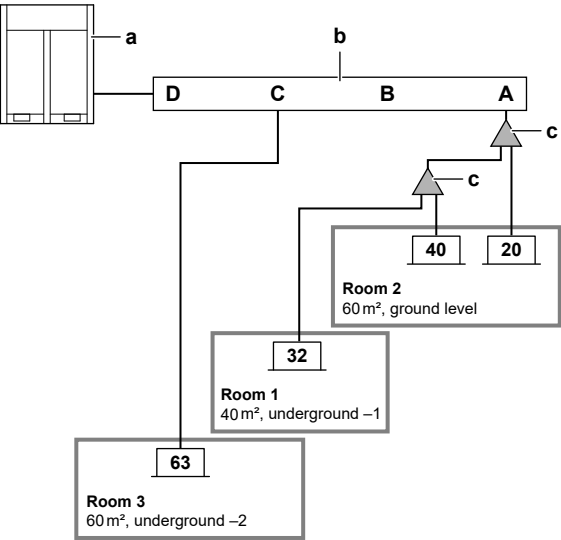 a
b
D C B A
c
c
40 20
Room 2
60 m², ground level
32
Room 1
40 m², underground –1
63
Room 3
60 m², underground –2